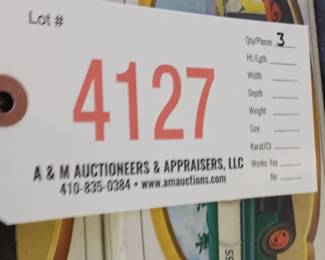 Lot #
4127
A & M AUCTIONEERS & APPRAISERS, LLC
410-835-0384 • www.amauctions.com
Qty/Pieces 3
Ht./Lgth.
Width
Depth
Weight
Size
Karat/Ct
Works: Yes
No